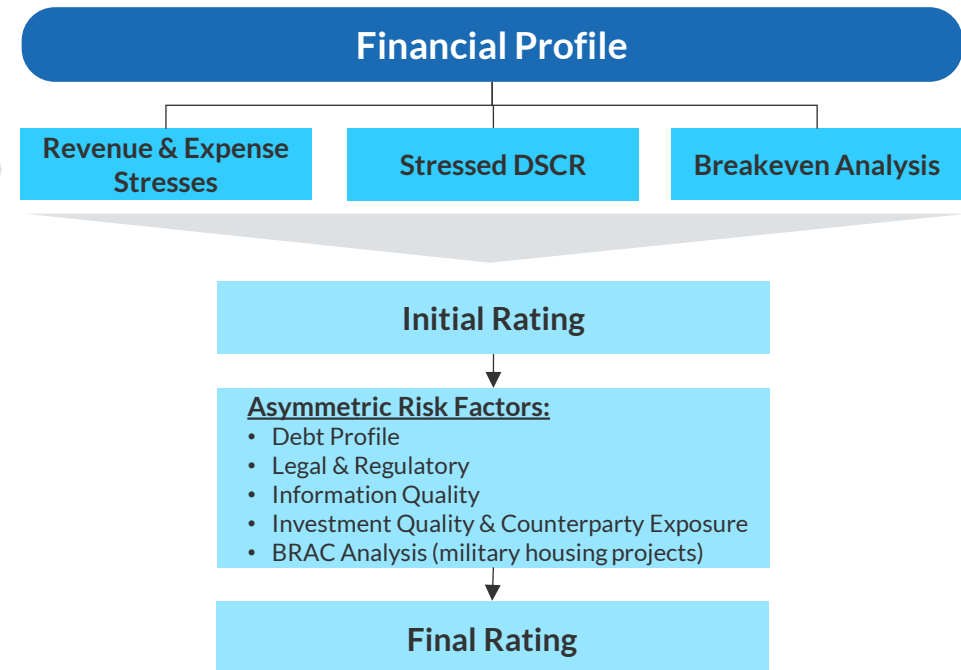 Financial Profile
Revenue & Expense
Stresses
Stressed DSCR
Breakeven Analysis
Initial Rating
Asymmetric Risk Factors:
• Debt Profile
• Legal & Regulatory
• Information Quality
• Investment Quality & Counterparty Exposure
• BRAC Analysis (military housing projects)
Final Rating